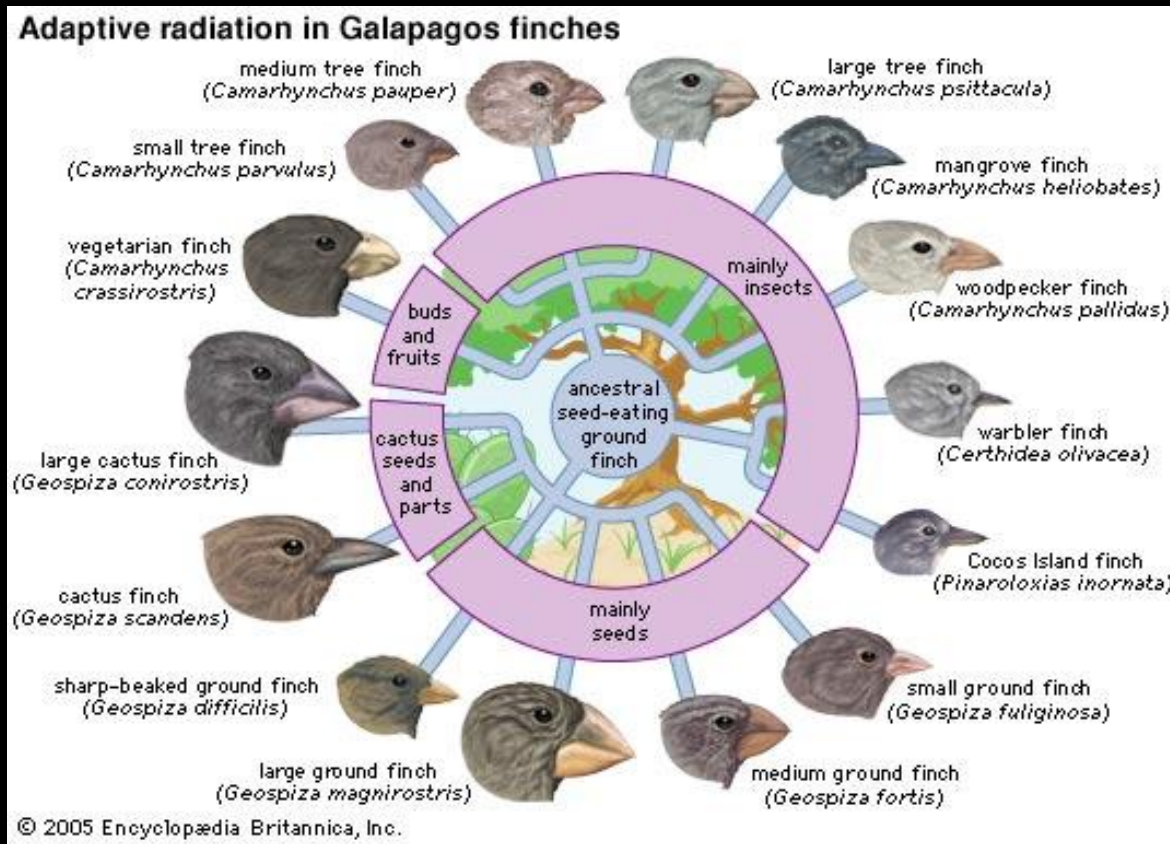 Adaptive radiation in Galapagos finches
medium tree finch
(Camarhynchus pauper)
large tree finch
(Camarhynchus psittacula)
small tree finch
(Camarhynchus parvulus)
mangrove finch
(Camarhynchus heliobates)
vegetarian finch
(Camarhynchus
crassirostris)
mainly
insects
woodpecker finch
(Camarhynchus pallidus)
buds
and
fruits
ancestral
seed-eating
ground
finch
large cactus finch
(Geospiza conirostris)
cactus
seeds
and
parts
warbler finch
(Certhidea olivacea)
cactus finch
(Geospiza scandens)
Cocos Island finch
(Pinaroloxias inornata)
mainly
seeds
sharp-beaked ground finch
(Geospiza difficilis)
small ground finch
(Geospiza fuliginosa)
large ground finch
(Geospiza magnirostris)
medium ground finch
(Geospiza fortis)
© 2005 Encyclopædia Britannica, Inc.